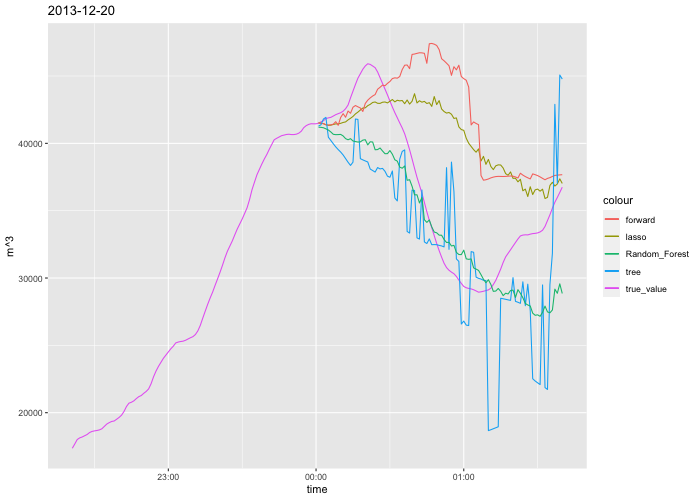 2013-12-20
m^3
40000
30000
20000
23:00
00:00
01:00
time
colour
forward
lasso
Random_Forest
tree
true_value